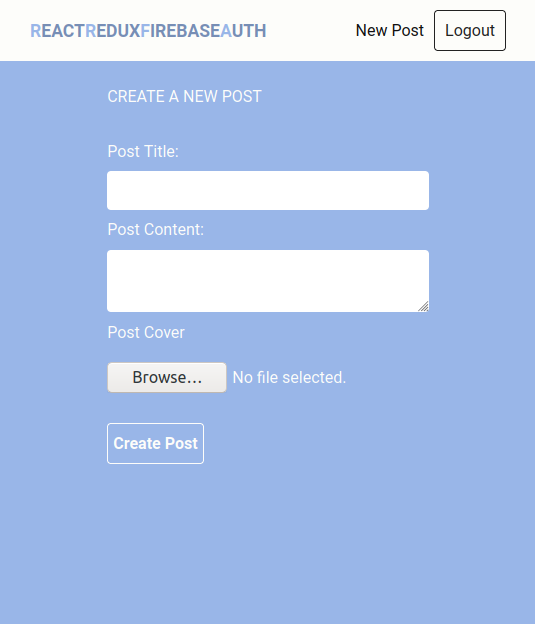 REACTREDUXFIREBASEAUTH New Post Logout
CREATE A NEW POST
Post Title:
Post Content:
Post Cover
Browse... No file selected.
Create Post